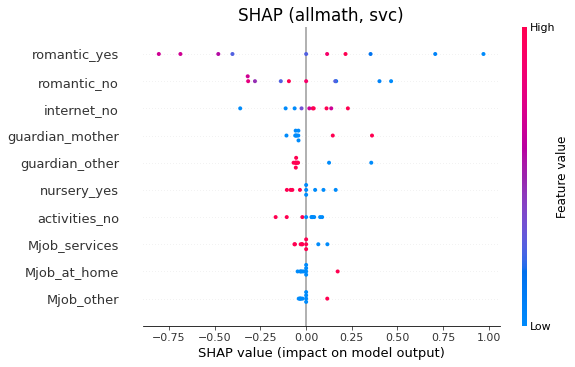 SHAP (allmath, svc)
High
romantic_yes
romantic_no
internet_no
guardian_mother
guardian_other
nursery_yes
activities_no
Mjob_services
Mjob_at_home
Mjob_other
Feature value
Low
−0.75 −0.50 −0.25 0.00 0.25 0.50 0.75 1.00
SHAP value (impact on model output)